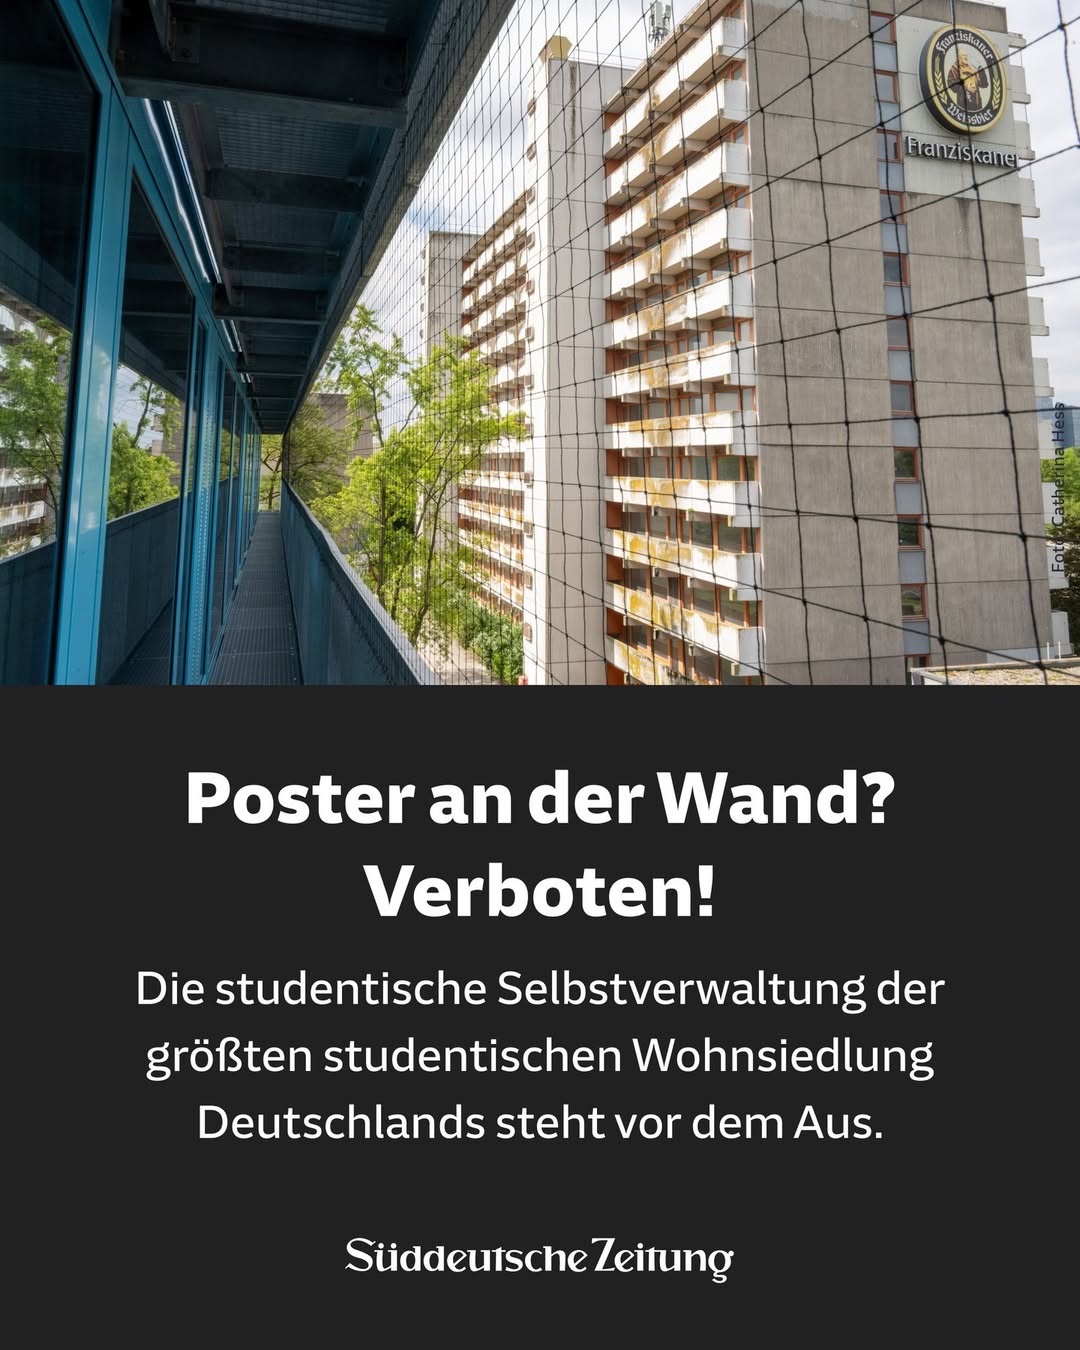 Franziskaner
Weissbier
Franziskaner
Foto: Catherina Hess
Poster an der Wand?
Verboten!
Die studentische Selbstverwaltung der
größten studentischen Wohnsiedlung
Deutschlands steht vor dem Aus.
Süddeutsche Zeitung